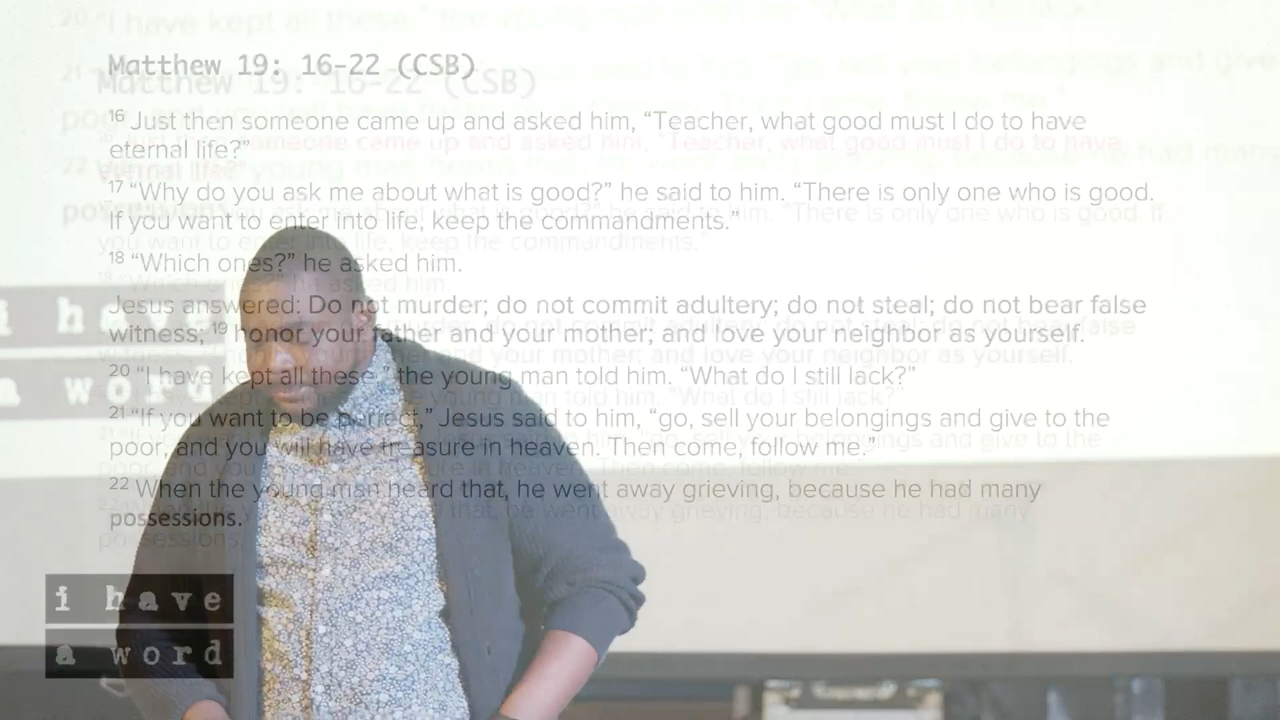 Matthew 19: 16-22 (CSB)
16 Just then someone came up and asked him, “Teacher, what good must I do to have
eternal life?”
17 “Why do you ask me about what is good?” he said to him. “There is only one who is good.
If you want to enter into life, keep the commandments.”
18 “Which ones?” he asked him.
Jesus answered: Do not murder; do not commit adultery; do not steal; do not bear false
witness; 19 honor your father and your mother; and love your neighbor as yourself.
20 “I have kept all these,” the young man told him. “What do I still lack?”
21 “If you want to be perfect,” Jesus said to him, “go, sell your belongings and give to the
poor, and you will have treasure in heaven. Then come, follow me.”
22 When the young man heard that, he went away grieving, because he had many
possessions.
i have
a word
i have
a word